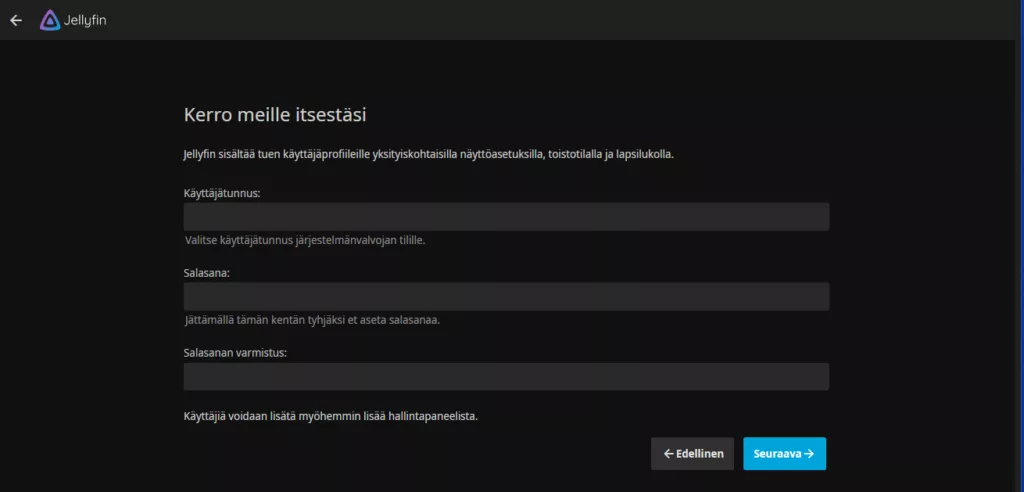 Jellyfin
Kerro meille itsestäsi
Jellyfin sisältää tuen käyttäjäprofiileille yksityiskohtaisilla näyttöasetuksilla, toistotilalla ja lapsilukolla.
Käyttäjätunnus:
Valitse käyttäjätunnus järjestelmänvalvojan tilille.
Salasana:
Jättämällä tämän kentän tyhjäksi et aseta salasanaa.
Salasanan varmistus:
Käyttäjiä voidaan lisätä myöhemmin lisää hallintapaneelista.
← Edellinen Seuraava →